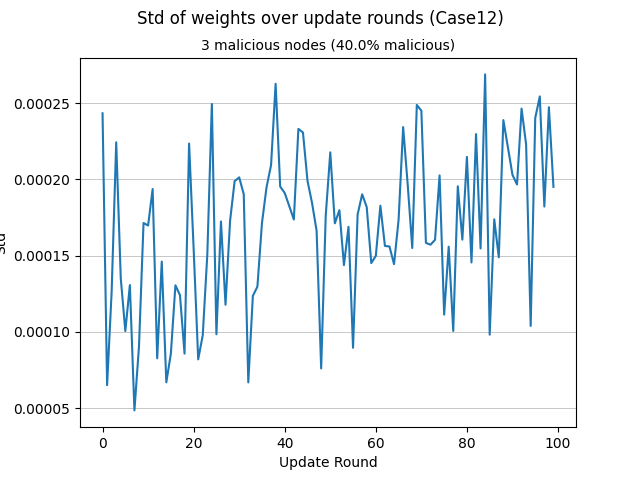 Std of weights over update rounds (Case12)
3 malicious nodes (40.0% malicious)
0.00025
0.00020
0.00015
0.00010
0.00005
Std
0
20
40
60
80
100
Update Round